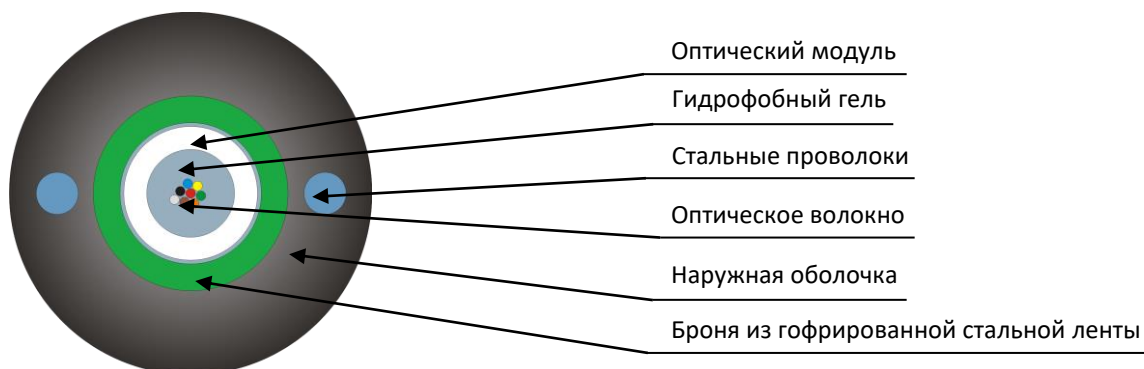 Оптический модуль
Гидрофобный гель
Стальные проволоки
Оптическое волокно
Наружная оболочка
Броня из гофрированной стальной ленты